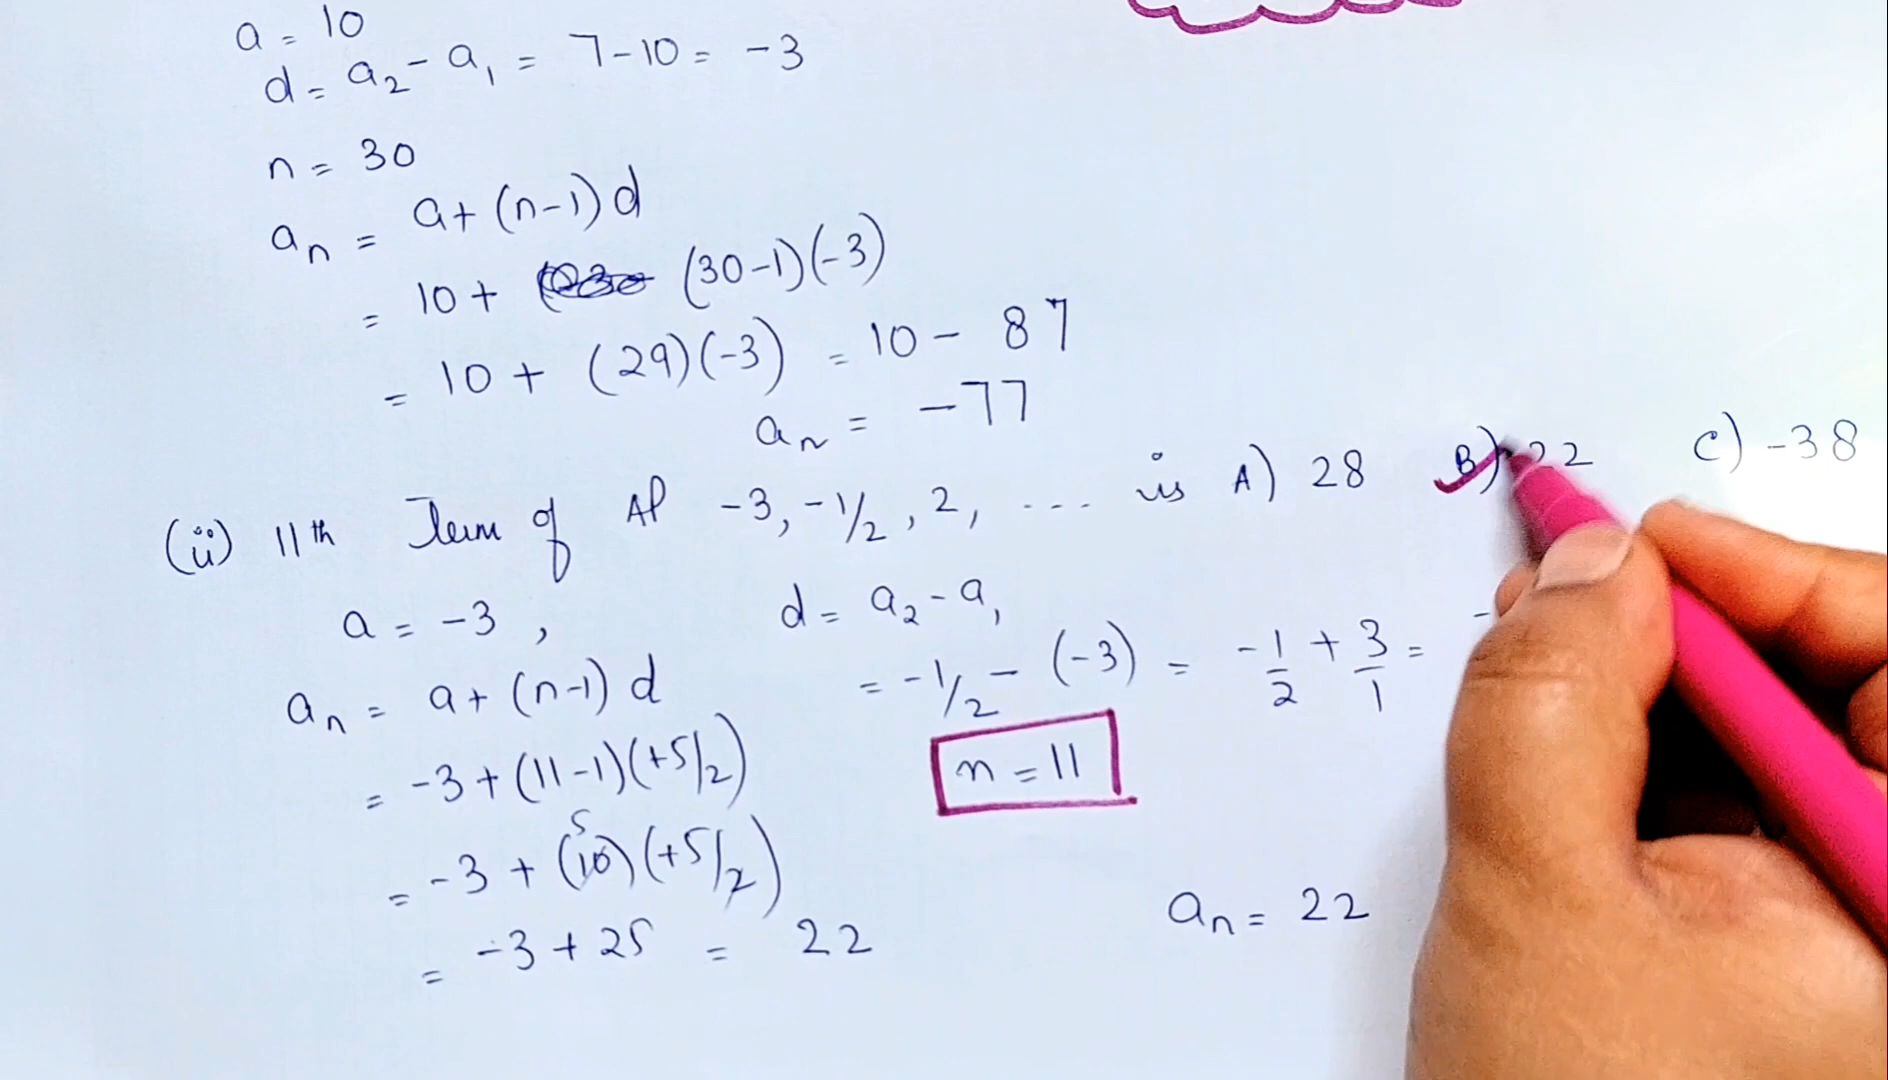 a = 10
d = a₂ - a₁ = 7-10 = -3
n = 30
aₙ = a + (n-1) d
= 10 + (30-1)(-3)
= 10 + (29)(-3) = 10 - 87
aₙ = -77
(ii) 11th Term of AP -3, -1/2, 2, ... is A) 28 B) 22 C) -38
a = -3 , d = a₂ - a₁
= -1/2 - (-3) = -1/2 + 3/1 =
aₙ = a + (n-1) d
n = 11
= -3 + (11-1)(+5/2)
5
= -3 + (10)(+5/2)
= -3 + 25 = 22 aₙ = 22